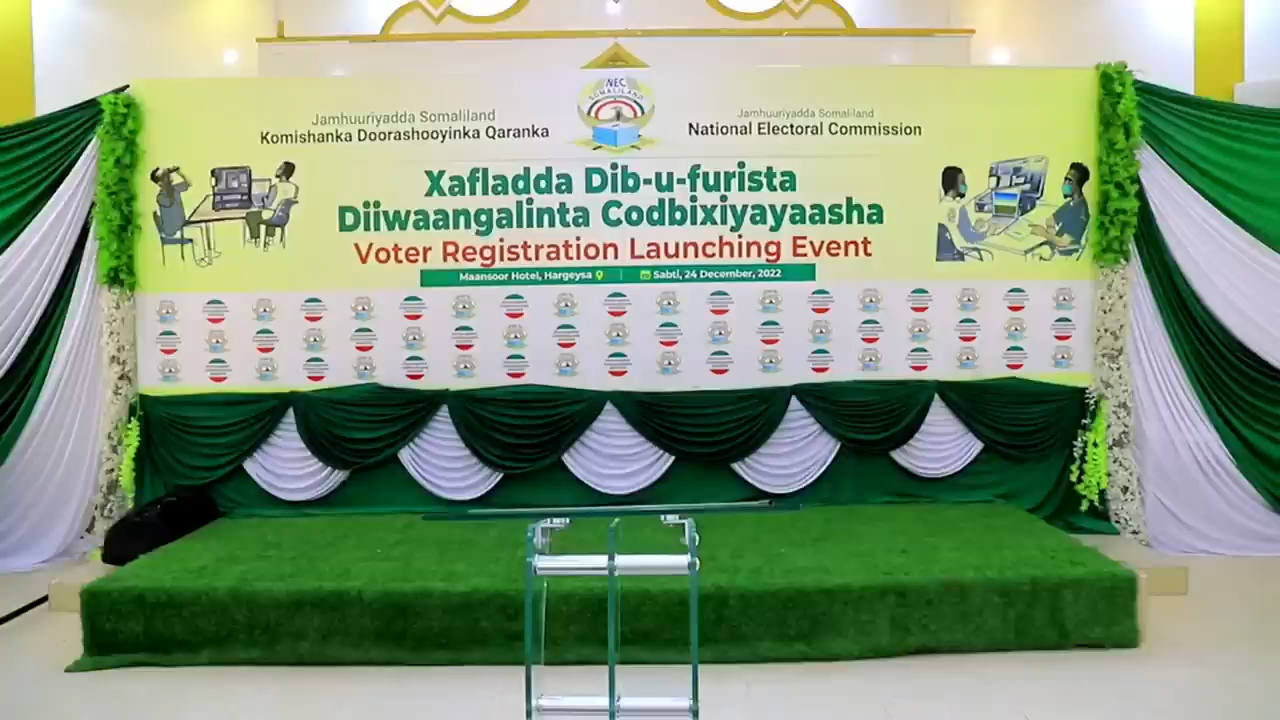 NEC
SOMALILAND
Jamhuuriyadda Somaliland
Komishanka Doorashooyinka Qaranka
Jamhuuriyadda Somaliland
National Electoral Commission
Xafladda Dib-u-furista
Diiwaangalinta Codbixiyayaasha
Voter Registration Launching Event
Maansoor Hotel, Hargeysa
Sabti, 24 December, 2022